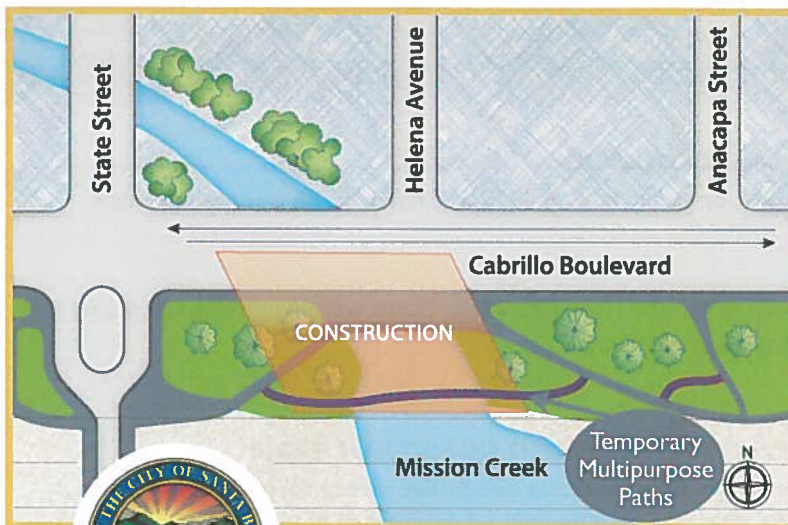 State Street
Helena Avenue
Anacapa Street
Cabrillo Boulevard
CONSTRUCTION
Mission Creek
Temporary
Multipurpose
Paths
N
THE CITY OF SANTA B